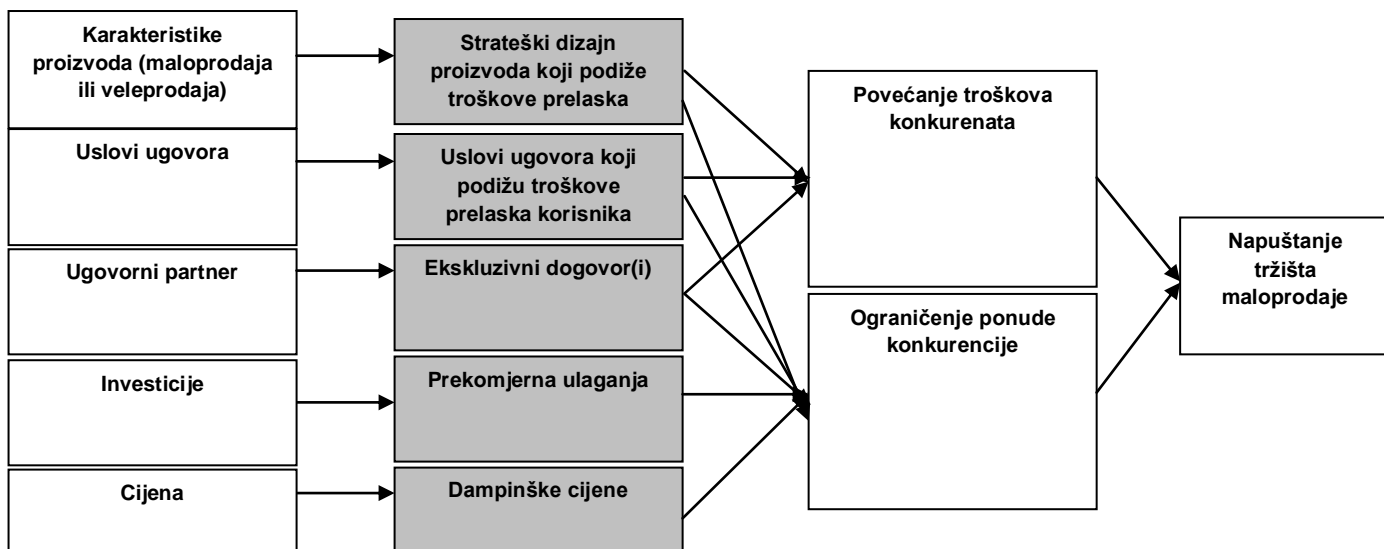 Karakteristike
proizvoda (maloprodaja
ili veleprodaja)
Strateški dizajn
proizvoda koji podiže
troškove prelaska
Povećanje troškova
konkurenata
Uslovi ugovora
Uslovi ugovora koji
podižu troškove
prelaska korisnika
Napuštanje
tržišta
maloprodaje
Ugovorni partner
Ekskluzivni dogovor(i)
Ograničenje ponude
konkurencije
Investicije
Prekomjerna ulaganja
Cijena
Dampinške cijene